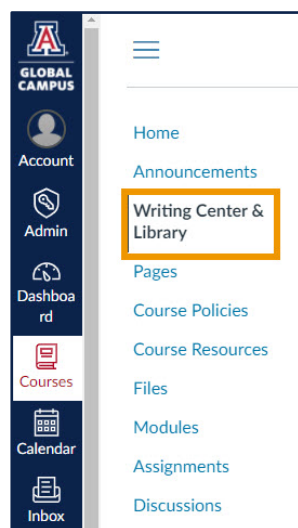 GLOBAL
CAMPUS
Account
Admin
Dashboa
rd
Courses
Calendar
Inbox
Home
Announcements
Writing Center &
Library
Pages
Course Policies
Course Resources
Files
Modules
Assignments
Discussions